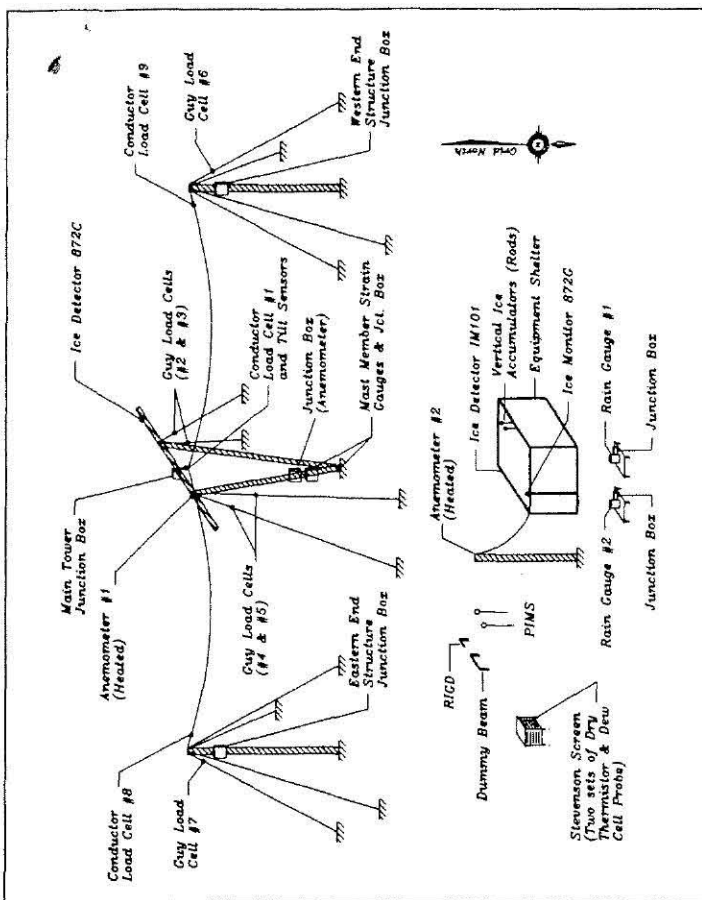 Conductor
Load Cell #8
Guy Load
Cell #7
Eastern End
Structure
Junction Box
Anemometer #1
(Heated)
Main Tower
Junction Box
Guy Load Cells
(#4 & #5)
Ice Detector 872C
Guy Load Cells
(#2 & #3)
Conductor
Load Cell #1
and Tilt Sensors
Junction Box
(Anemometer)
Mast Member Strain
Gauges & Jct. Box
Conductor
Load Cell #9
Guy Load
Cell #6
Western End
Structure
Junction Box
Stevenson Screen
(Two sets of Dry
Thermistor & Dew
Cell Probe)
Dummy Beam
RIGD
PIMS
Anemometer #2
(Heated)
Ice Detector IM101
Vertical Ice
Accumulators (Rods)
Equipment Shelter
Ice Monitor 872C
Rain Gauge #2
Junction Box
Rain Gauge #1
Junction Box
Grid North
N